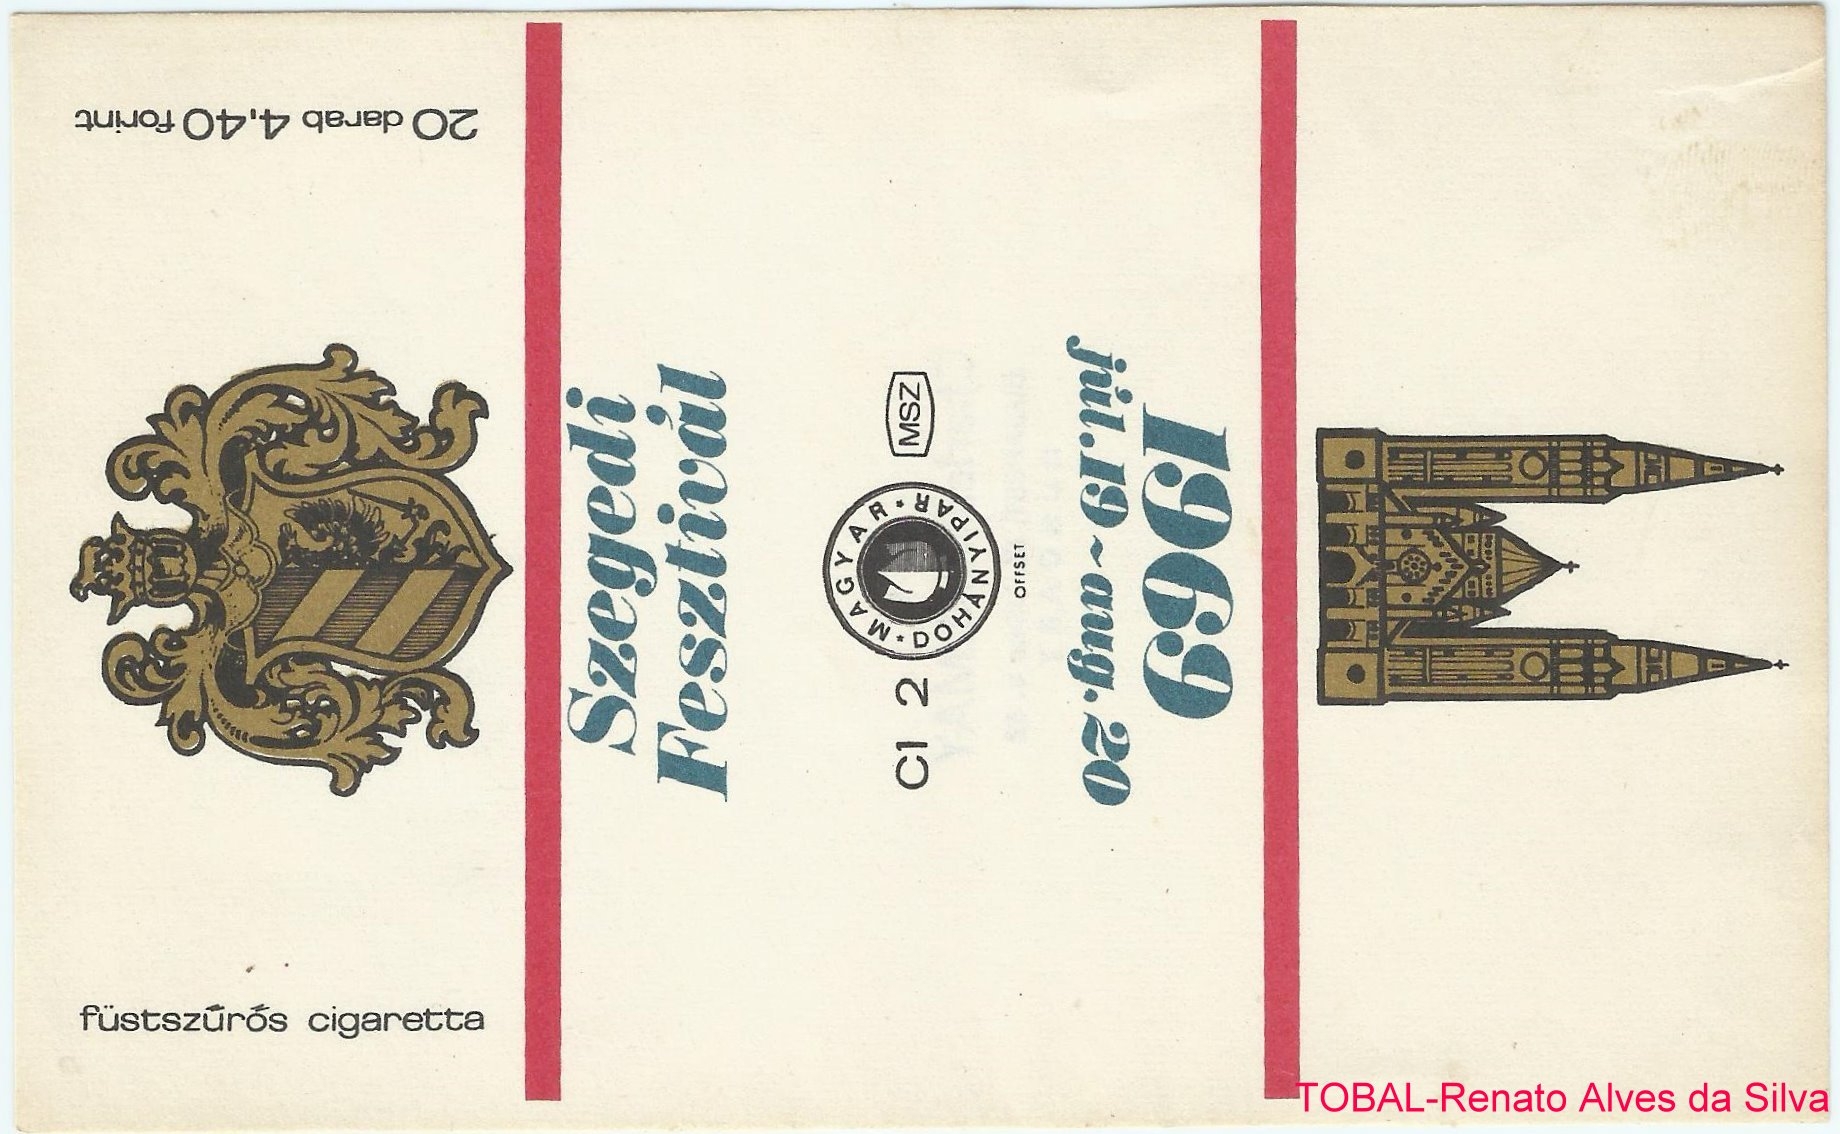 20 darab 4.40 forint
füstszűrős cigaretta
Szegedi
Fesztivál
MSZ
MAGYAR * DOHÁNYIPAR *
OFFSET
C1 2
júl. 19 ~ aug. 20
1969
TOBAL-Renato Alves da Silva